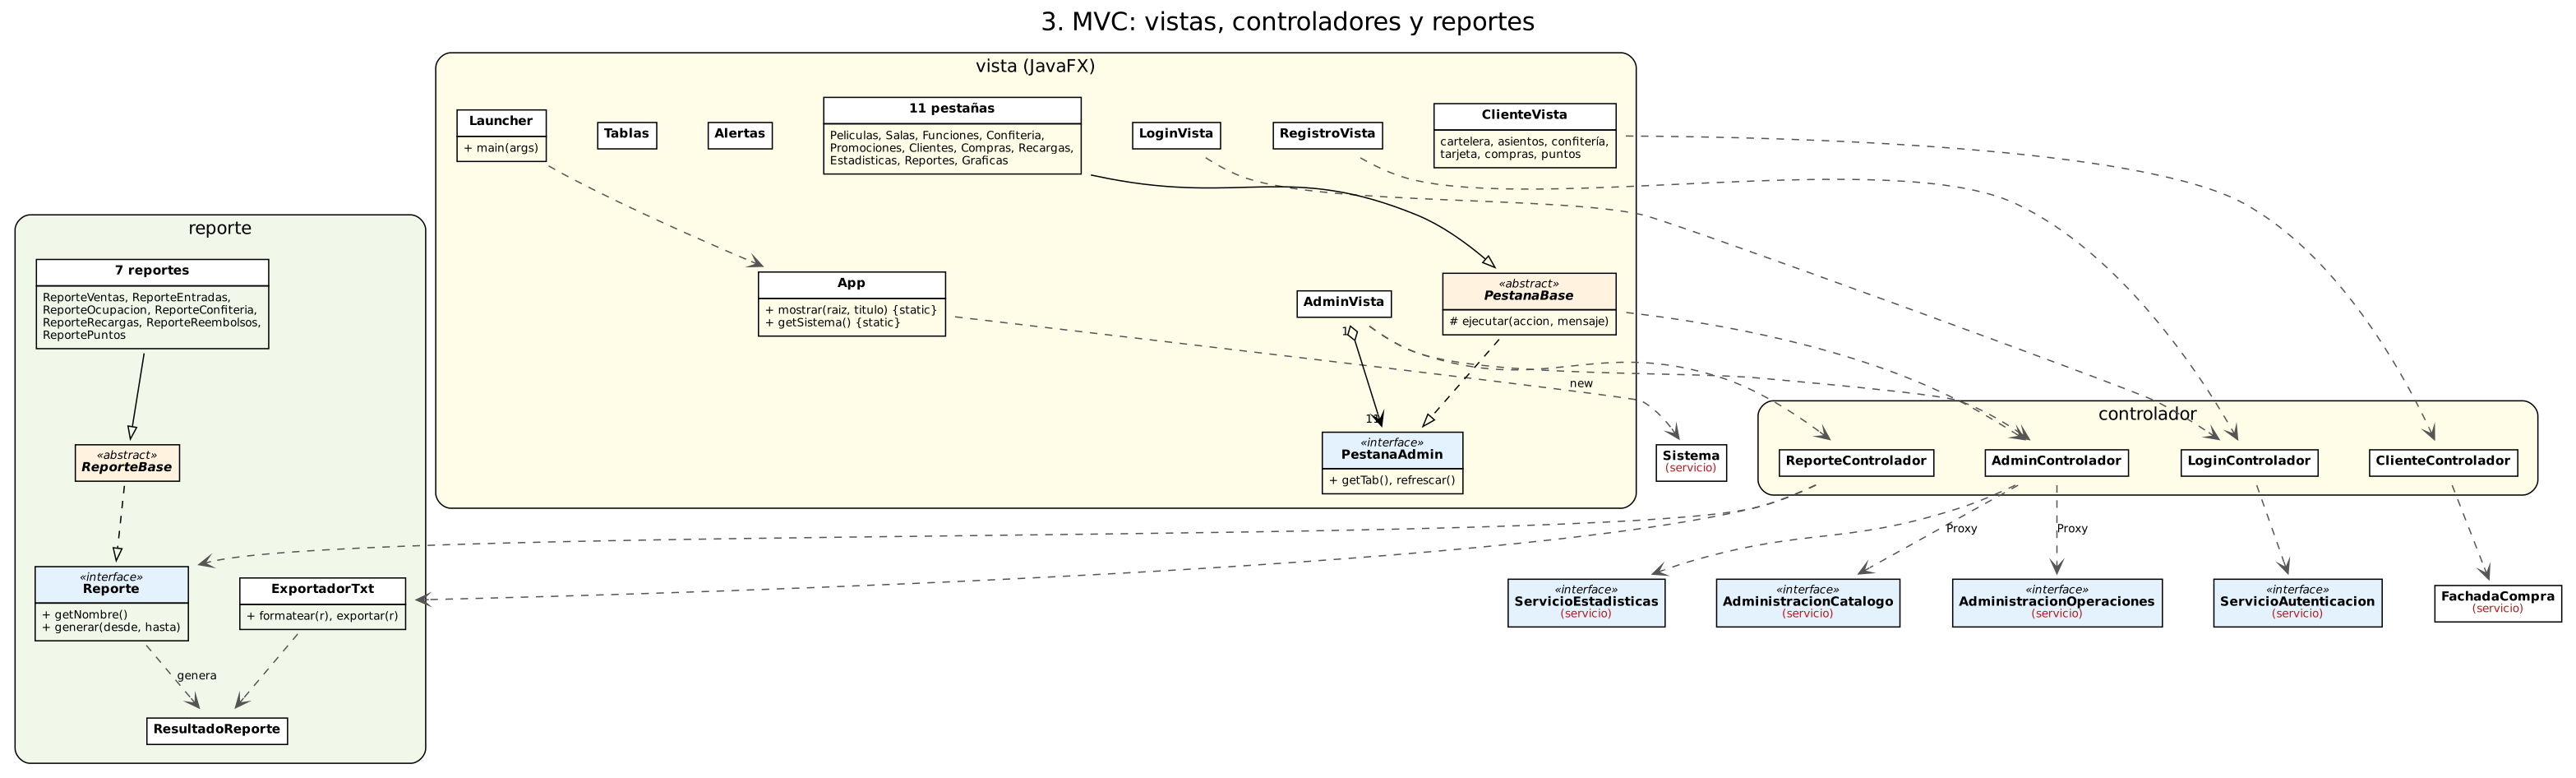 3. MVC: vistas, controladores y reportes
vista (JavaFX)
Launcher
+ main(args)
Tablas
Alertas
11 pestañas
Peliculas, Salas, Funciones, Confiteria,
Promociones, Clientes, Compras, Recargas,
Estadisticas, Reportes, Graficas
LoginVista
RegistroVista
ClienteVista
cartelera, asientos, confitería,
tarjeta, compras, puntos
App
+ mostrar(raiz, titulo) {static}
+ getSistema() {static}
AdminVista
«abstract»
PestanaBase
# ejecutar(accion, mensaje)
1
11
new
«interface»
PestanaAdmin
+ getTab(), refrescar()
reporte
7 reportes
ReporteVentas, ReporteEntradas,
ReporteOcupacion, ReporteConfiteria,
ReporteRecargas, ReporteReembolsos,
ReportePuntos
«abstract»
ReporteBase
«interface»
Reporte
+ getNombre()
+ generar(desde, hasta)
ExportadorTxt
+ formatear(r), exportar(r)
genera
ResultadoReporte
Sistema
(servicio)
controlador
ReporteControlador
AdminControlador
LoginControlador
ClienteControlador
Proxy
Proxy
«interface»
ServicioEstadisticas
(servicio)
«interface»
AdministracionCatalogo
(servicio)
«interface»
AdministracionOperaciones
(servicio)
«interface»
ServicioAutenticacion
(servicio)
FachadaCompra
(servicio)